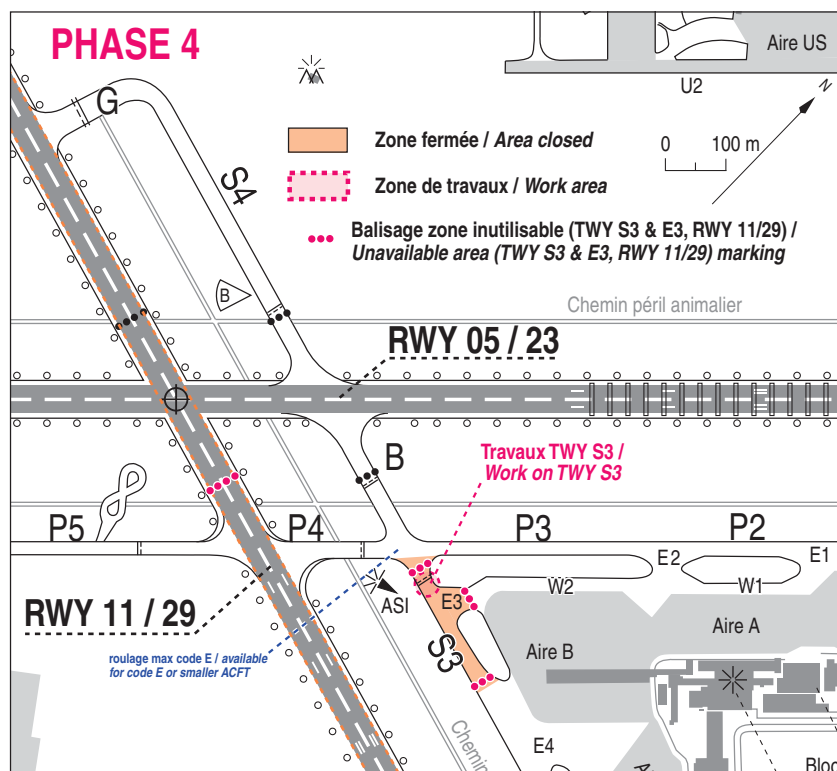 PHASE 4
Aire US
U2
N
G
S4
Zone fermée / Area closed
0 100 m
Zone de travaux / Work area
Balisage zone inutilisable (TWY S3 & E3, RWY 11/29) /
Unavailable area (TWY S3 & E3, RWY 11/29) marking
B
Chemin péril animalier
RWY 05 / 23
B
Travaux TWY S3 /
Work on TWY S3
P5
P4
P3
P2
E2
E1
W2
W1
E3
ASI
RWY 11 / 29
S3
Aire A
Aire B
roulage max code E / available
for code E or smaller ACFT
Chemin
E4
Bloc